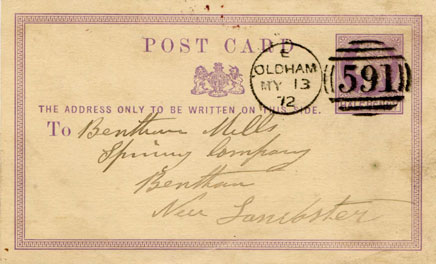 POST CARD
E
OLDHAM
MY 13
72
591
THE ADDRESS ONLY TO BE WRITTEN ON THIS SIDE.
To Bentham Mills
Spinning Company
Bentham
Near Lancaster